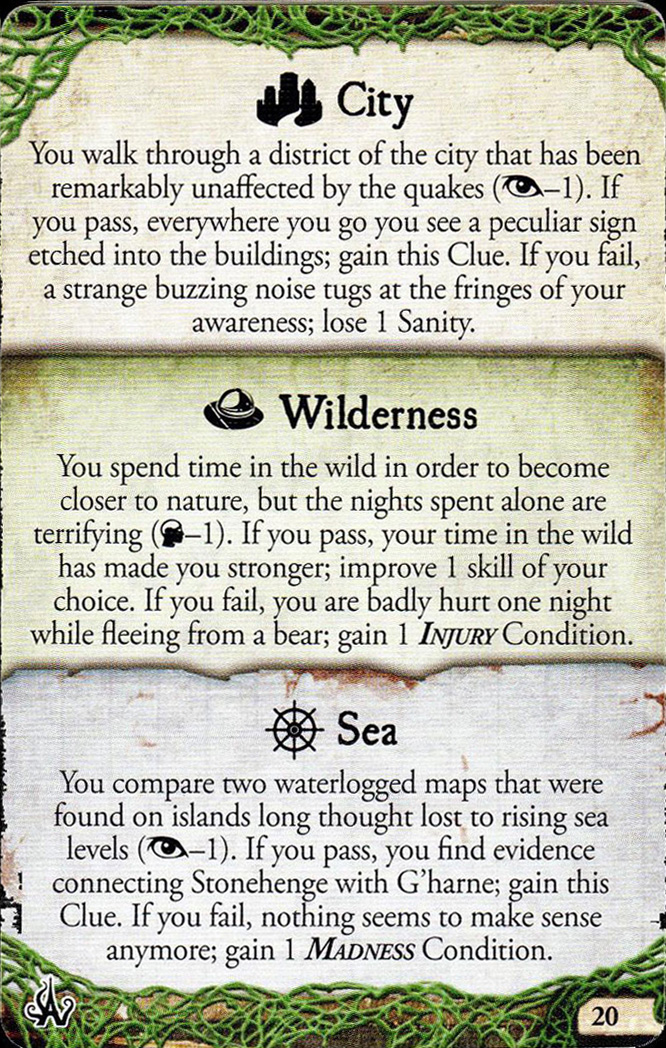 City
You walk through a district of the city that has been
remarkably unaffected by the quakes (–1). If
you pass, everywhere you go you see a peculiar sign
etched into the buildings; gain this Clue. If you fail,
a strange buzzing noise tugs at the fringes of your
awareness; lose 1 Sanity.
Wilderness
You spend time in the wild in order to become
closer to nature, but the nights spent alone are
terrifying (–1). If you pass, your time in the wild
has made you stronger; improve 1 skill of your
choice. If you fail, you are badly hurt one night
while fleeing from a bear; gain 1 INJURY Condition.
Sea
You compare two waterlogged maps that were
found on islands long thought lost to rising sea
levels (–1). If you pass, you find evidence
connecting Stonehenge with G'harne; gain this
Clue. If you fail, nothing seems to make sense
anymore; gain 1 MADNESS Condition.
20